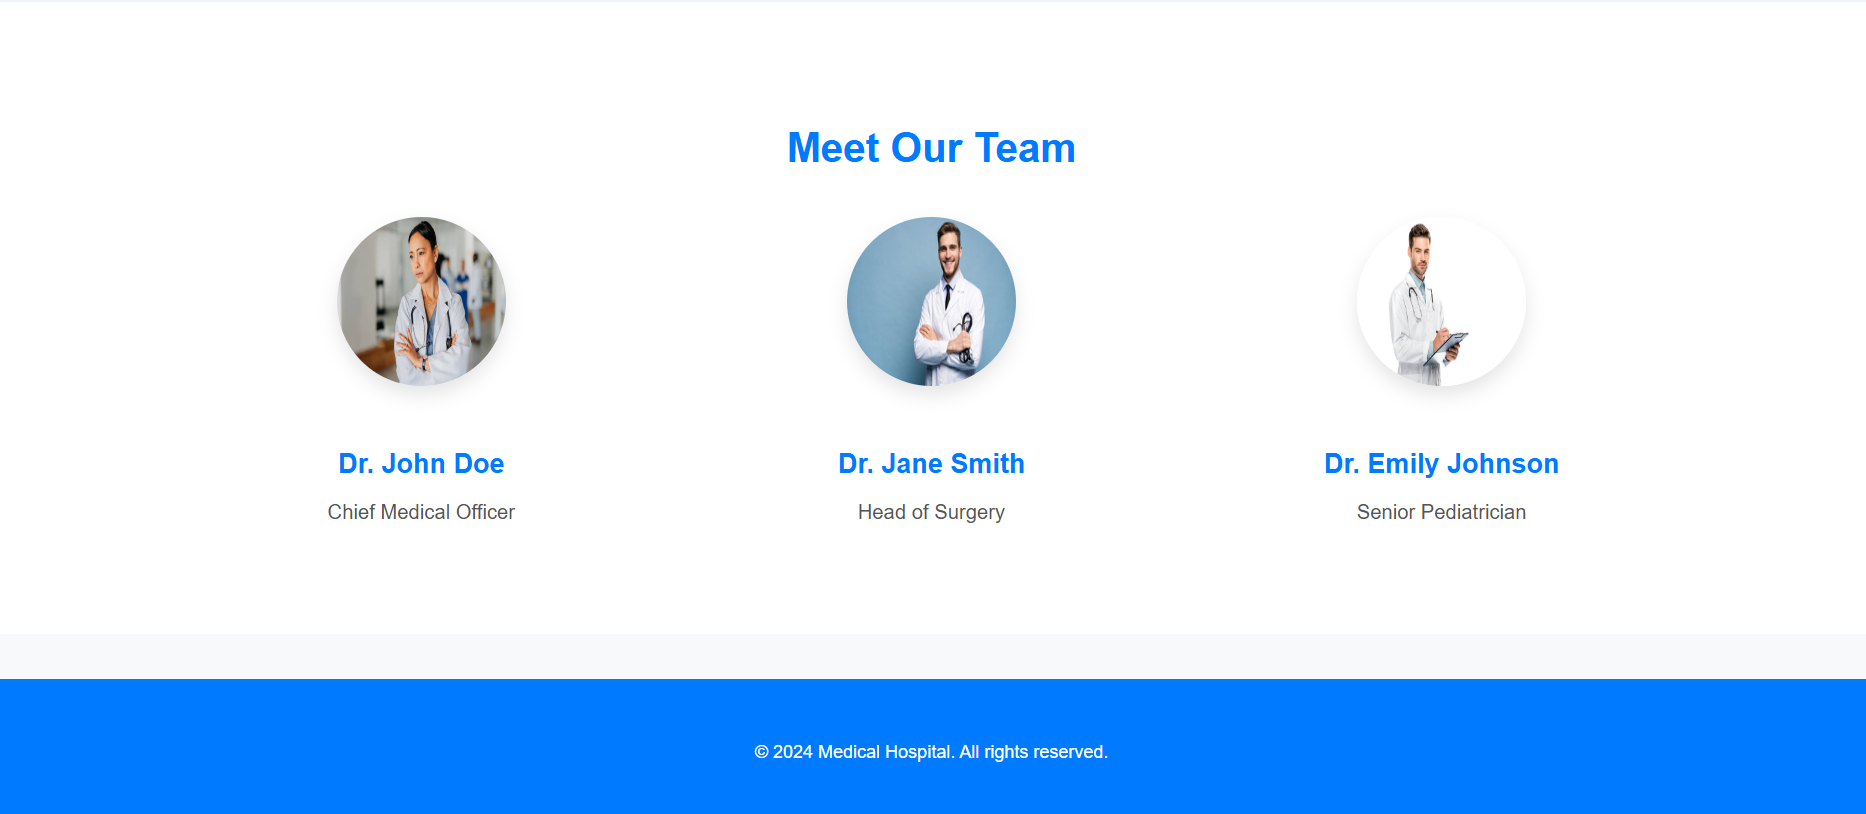 Meet Our Team
Dr. John Doe
Chief Medical Officer
Dr. Jane Smith
Head of Surgery
Dr. Emily Johnson
Senior Pediatrician
© 2024 Medical Hospital. All rights reserved.